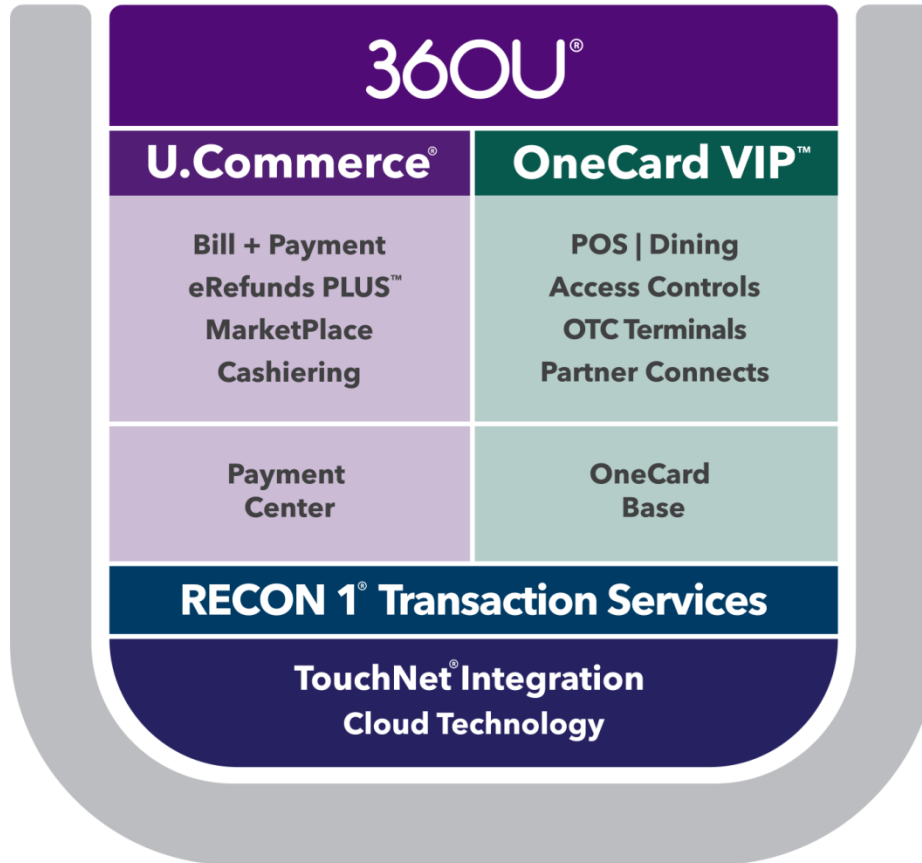 360U®
U.Commerce®
OneCard VIP™
Bill + Payment
eRefunds PLUS™
MarketPlace
Cashiering
POS | Dining
Access Controls
OTC Terminals
Partner Connects
Payment
Center
OneCard
Base
RECON 1® Transaction Services
TouchNet® Integration
Cloud Technology